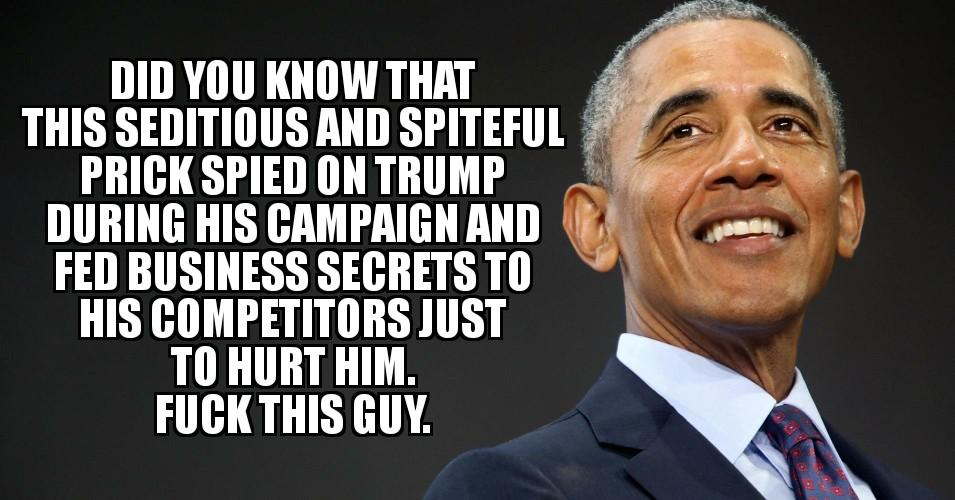 DID YOU KNOW THAT
THIS SEDITIOUS AND SPITEFUL
PRICK SPIED ON TRUMP
DURING HIS CAMPAIGN AND
FED BUSINESS SECRETS TO
HIS COMPETITORS JUST
TO HURT HIM.
FUCK THIS GUY.